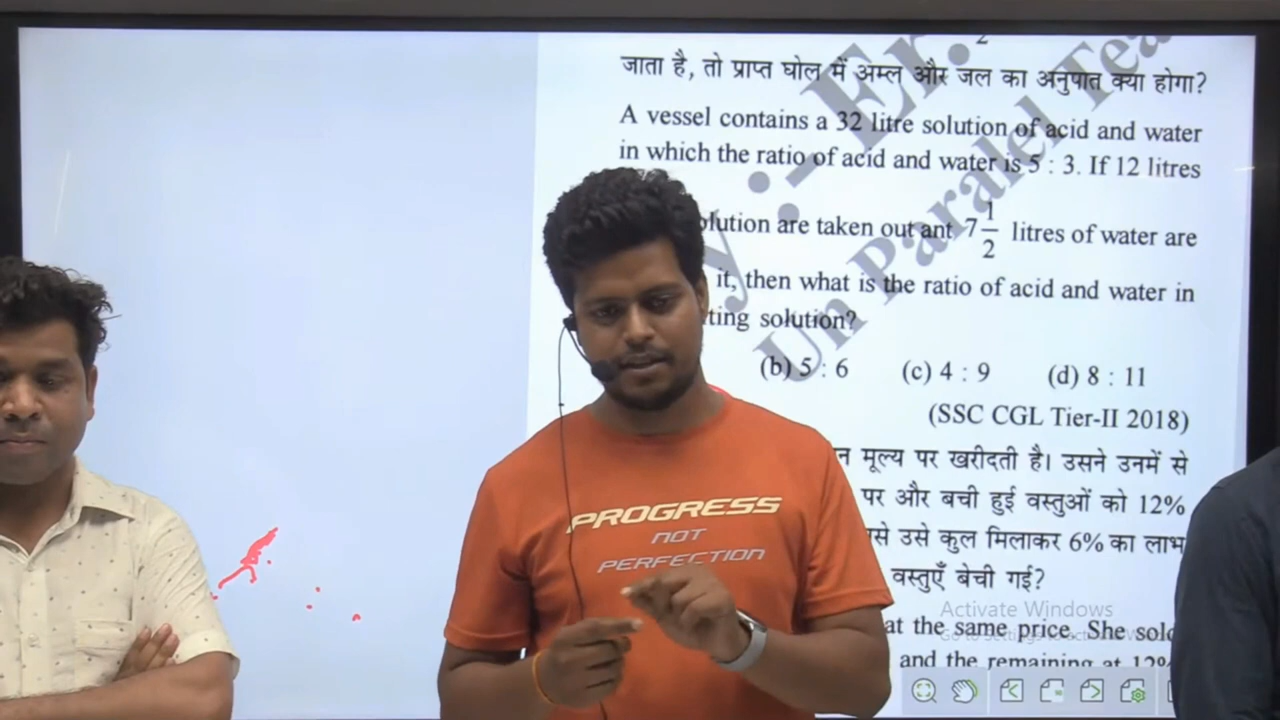 जाता है, तो प्राप्त घोल में अम्ल और जल का अनुपात क्या होगा?
A vessel contains a 32 litre solution of acid and water
in which the ratio of acid and water is 5 : 3. If 12 litres
solution are taken out ant 7 1/2 litres of water are
it, then what is the ratio of acid and water in
ting solution?
(b) 5 : 6 (c) 4 : 9 (d) 8 : 11
(SSC CGL Tier-II 2018)
मूल्य पर खरीदती है। उसने उनमें से
पर और बची हुई वस्तुओं को 12%
से उसे कुल मिलाकर 6% का लाभ
वस्तुएँ बेची गई?
at the same price. She sold
and the remaining at 12%
Activate Windows
PROGRESS
NOT
PERFECTION